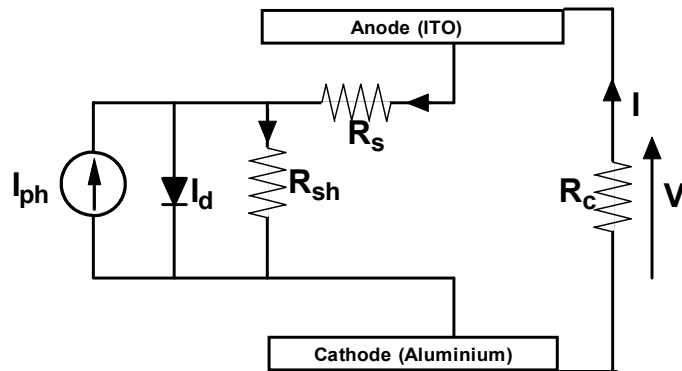 Anode (ITO)
I
Rs
Iph
Id
Rsh
Rc
V
Cathode (Aluminium)